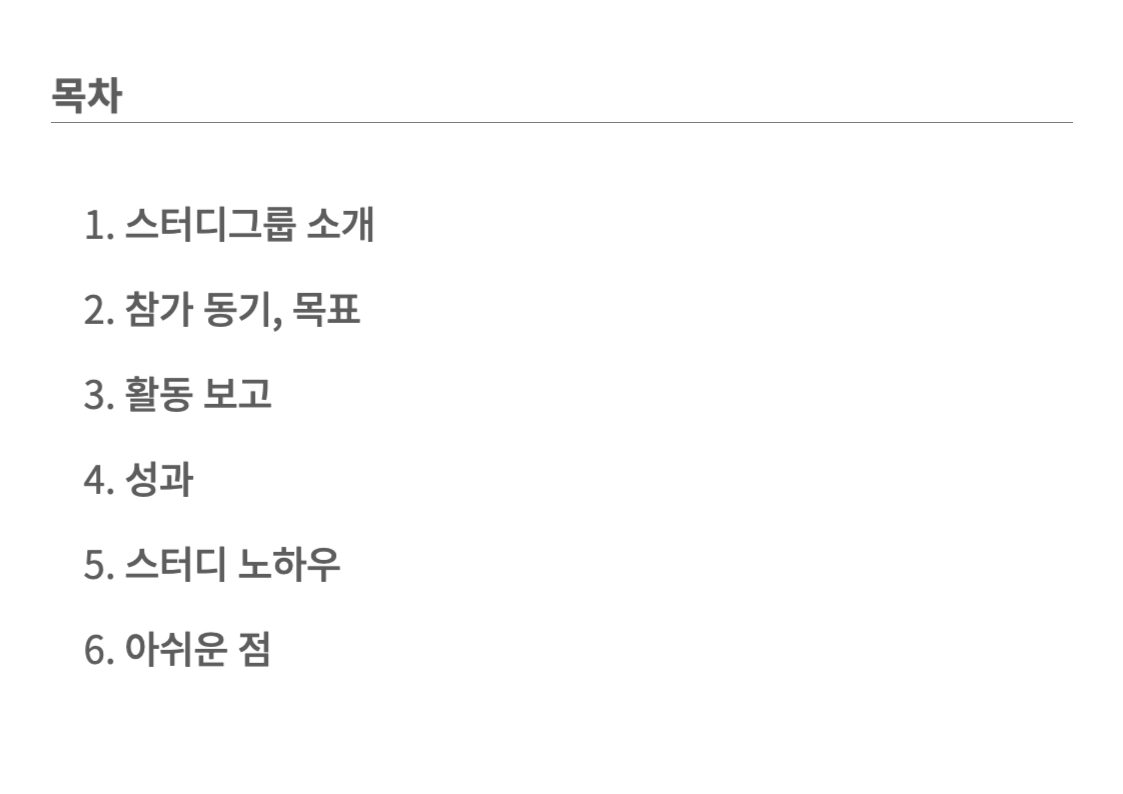 목차
1. 스터디그룹 소개
2. 참가 동기, 목표
3. 활동 보고
4. 성과
5. 스터디 노하우
6. 아쉬운 점